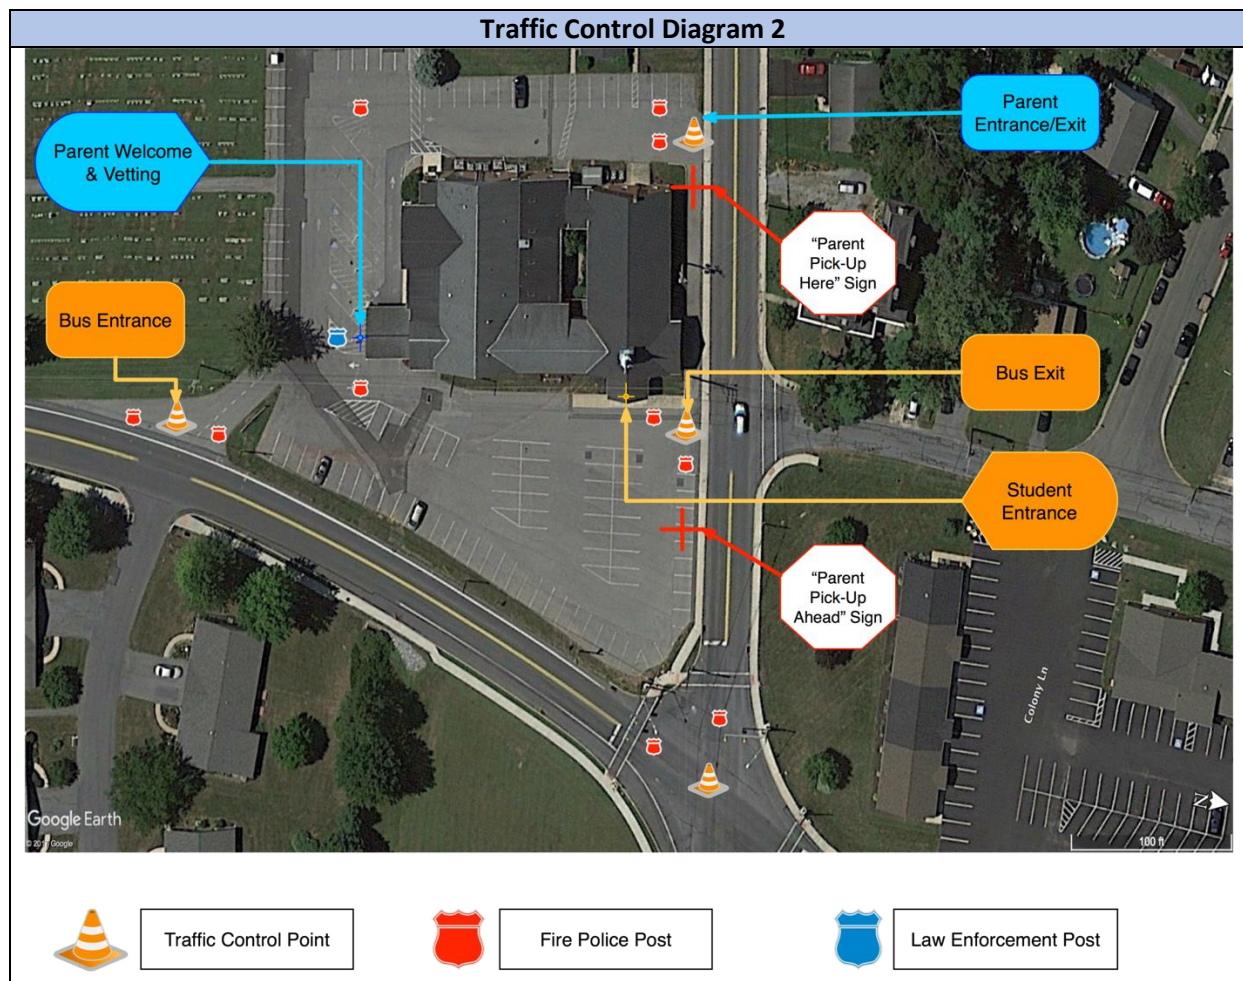 Traffic Control Diagram 2
Parent
Entrance/Exit
Parent Welcome
& Vetting
“Parent
Pick-Up
Here” Sign
Bus Entrance
Bus Exit
Student
Entrance
“Parent
Pick-Up
Ahead” Sign
Colony Ln
N
Google Earth
100 ft
Traffic Control Point
Fire Police Post
Law Enforcement Post